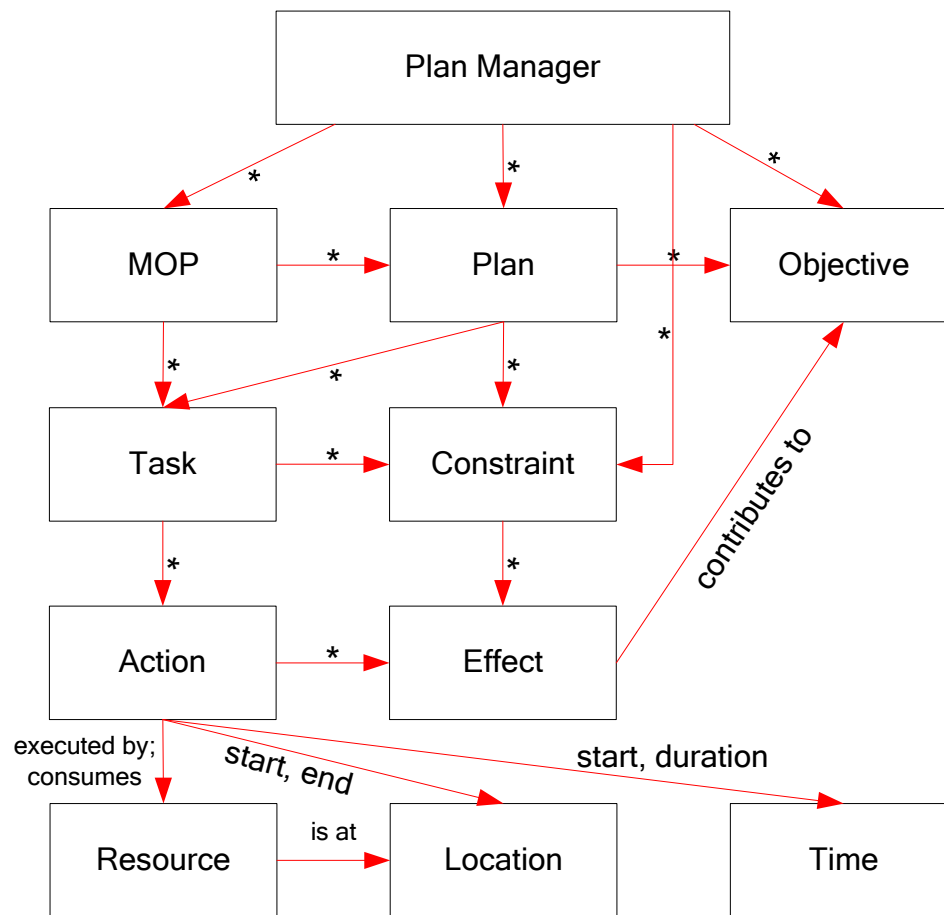 Plan Manager
*
*
*
MOP
*
Plan
*
Objective
*
*
*
*
Task
*
Constraint
contributes to
*
*
Action
*
Effect
executed by;
consumes
start, end
start, duration
Resource
is at
Location
Time